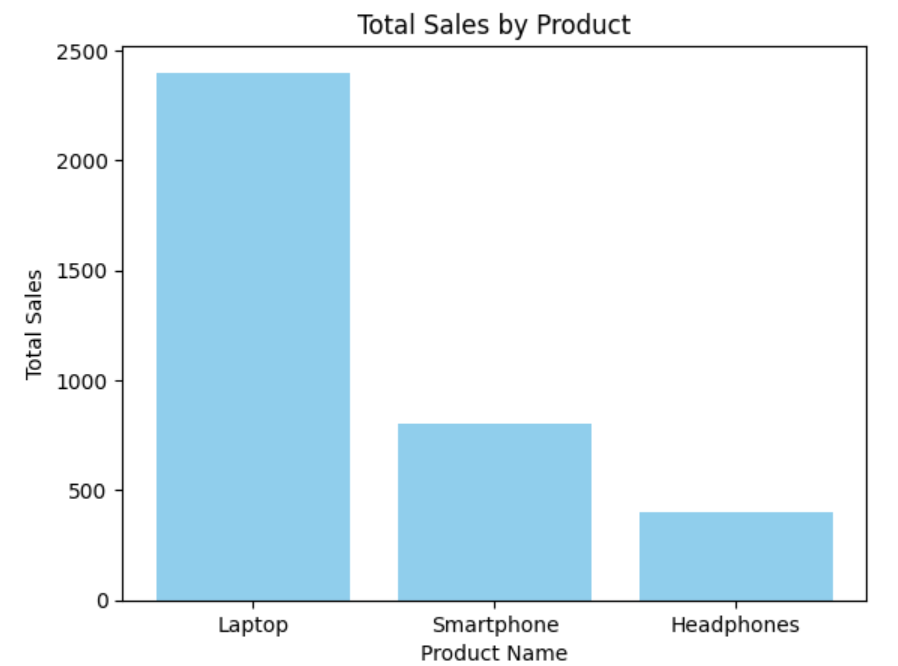 Total Sales by Product
2500
2000
1500
1000
500
0
Total Sales
Laptop Smartphone Headphones
Product Name